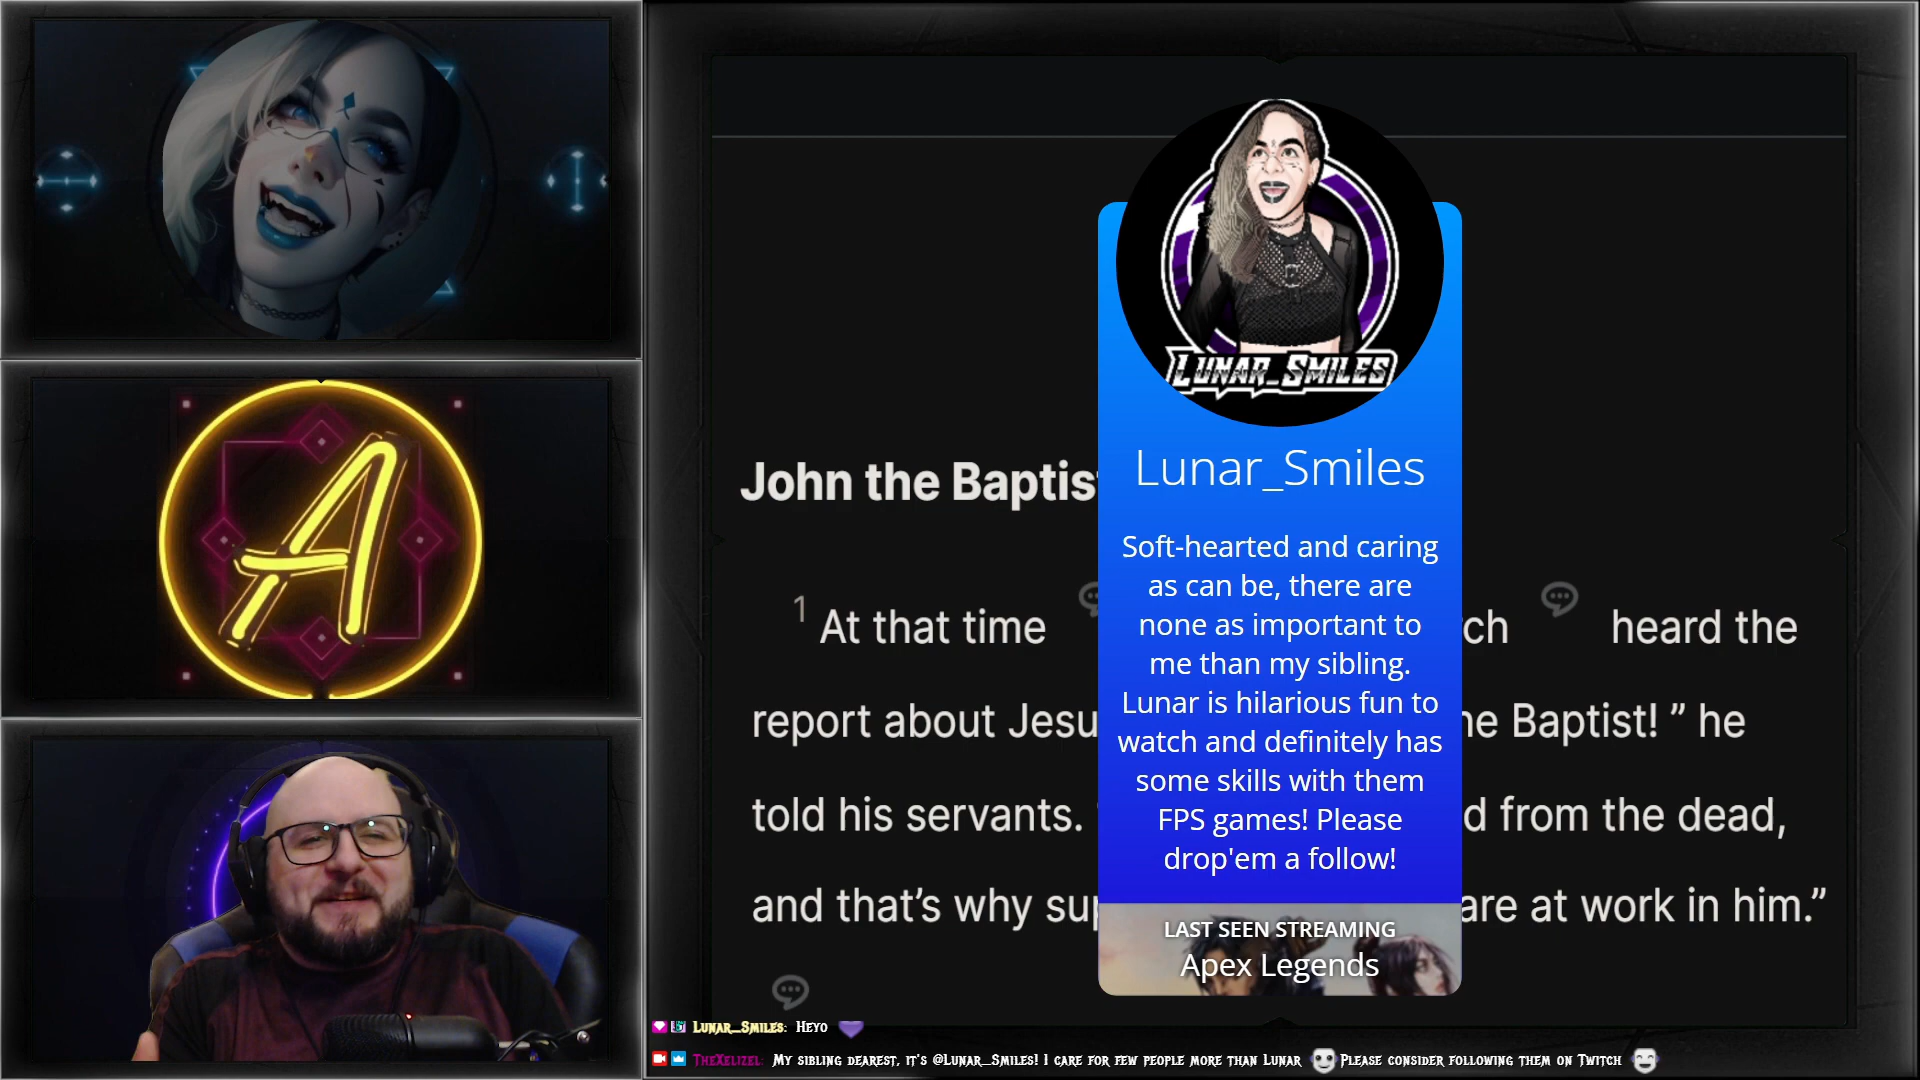 A
John the Baptis
1 At that time
ch
heard the
report about Jesu
he Baptist! ” he
told his servants.
d from the dead,
and that’s why sup
are at work in him.”
LUNAR_SMILES
Lunar_Smiles
Soft-hearted and caring
as can be, there are
none as important to
me than my sibling.
Lunar is hilarious fun to
watch and definitely has
some skills with them
FPS games! Please
drop'em a follow!
LAST SEEN STREAMING
Apex Legends
Lunar_Smiles: Heyo
TheXelizel: My sibling dearest, it's @Lunar_Smiles! I care for few people more than Lunar Please consider following them on Twitch